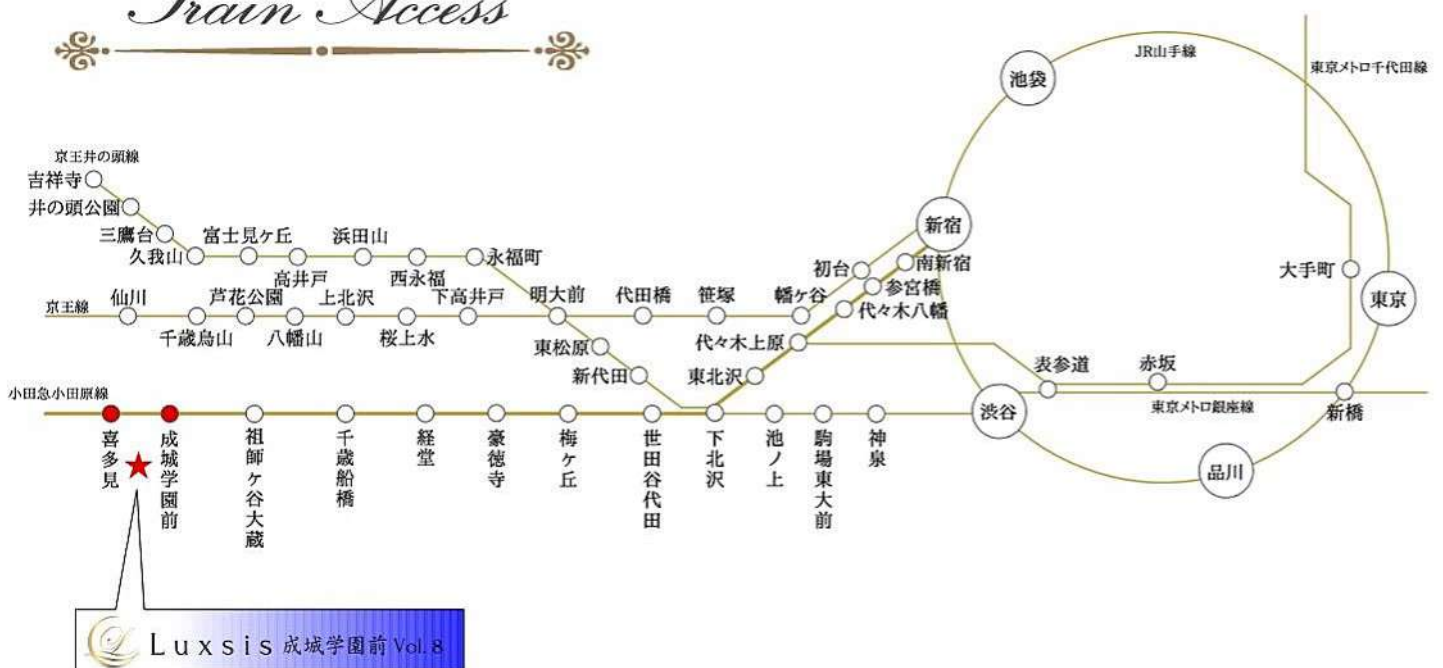 Train Access
JR山手線
東京メトロ千代田線
池袋
京王井の頭線
吉祥寺
井の頭公園
三鷹台
久我山
富士見ヶ丘
高井戸
浜田山
西永福
永福町
新宿
南新宿
初台
参宮橋
代々木八幡
大手町
東京
京王線
仙川
千歳烏山
芦花公園
八幡山
上北沢
桜上水
下高井戸
明大前
代田橋
笹塚
幡ヶ谷
東松原
新代田
代々木上原
東北沢
表参道
赤坂
小田急小田原線
渋谷
東京メトロ銀座線
新橋
喜多見
成城学園前
祖師ヶ谷大蔵
千歳船橋
経堂
豪徳寺
梅ヶ丘
世田谷代田
下北沢
池ノ上
駒場東大前
神泉
品川
Luxsis 成城学園前 Vol.8